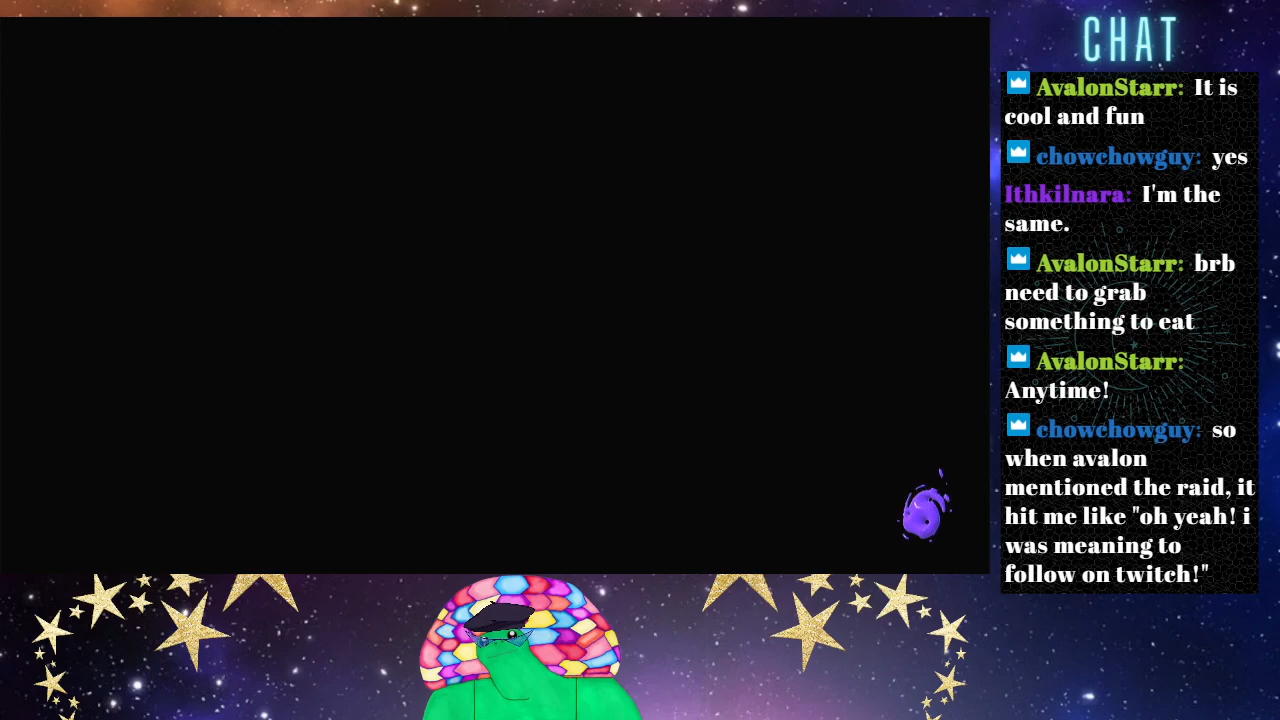 CHAT
AvalonStarr: It is
cool and fun
chowchowguy: yes
Ithkilnara: I'm the
same.
AvalonStarr: brb
need to grab
something to eat
AvalonStarr:
Anytime!
chowchowguy: so
when avalon
mentioned the raid, it
hit me like "oh yeah! i
was meaning to
follow on twitch!"